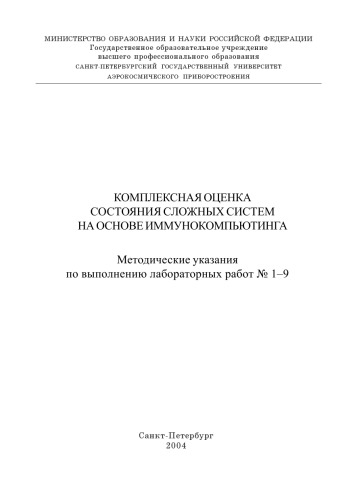 МИНИСТЕРСТВО ОБРАЗОВАНИЯ И НАУКИ РОССИЙСКОЙ ФЕДЕРАЦИИ
Государственное образовательное учреждение
высшего профессионального образования
САНКТ-ПЕТЕРБУРГСКИЙ ГОСУДАРСТВЕННЫЙ УНИВЕРСИТЕТ
АЭРОКОСМИЧЕСКОГО ПРИБОРОСТРОЕНИЯ
КОМПЛЕКСНАЯ ОЦЕНКА
СОСТОЯНИЯ СЛОЖНЫХ СИСТЕМ
НА ОСНОВЕ ИММУНОКОМПЬЮТИНГА
Методические указания
по выполнению лабораторных работ № 1–9
Санкт-Петербург
2004